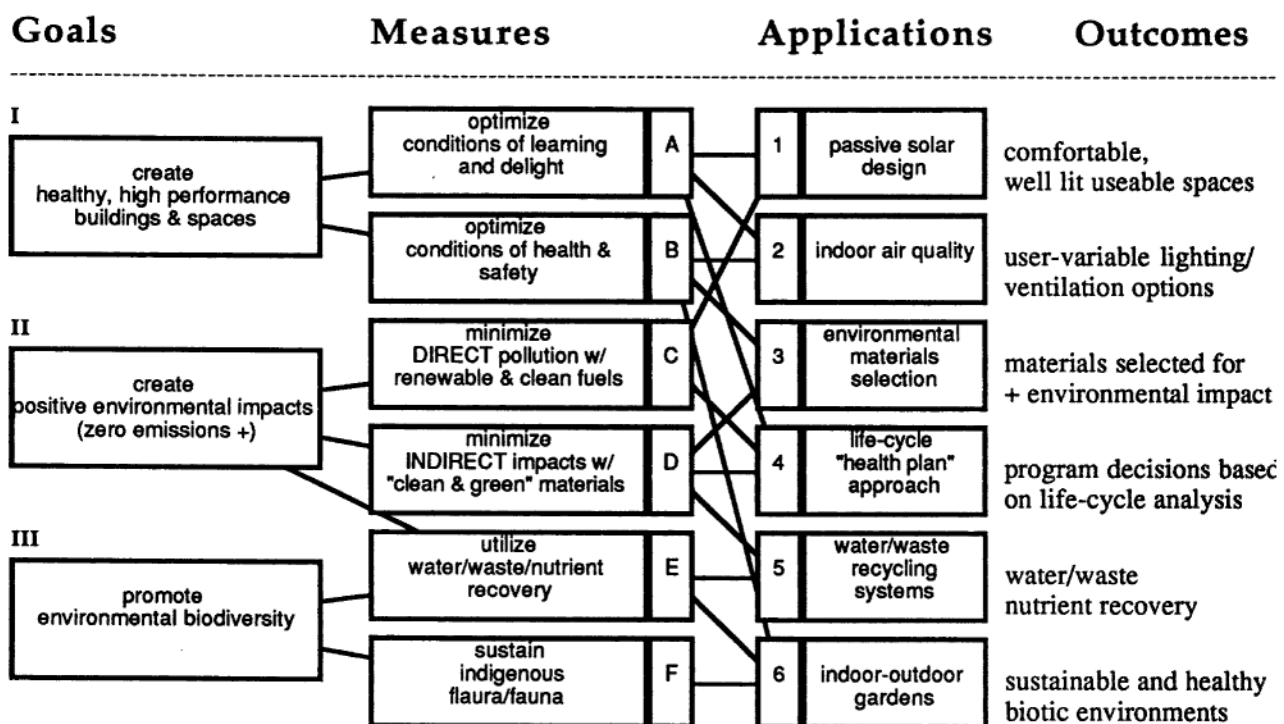 Goals Measures Applications Outcomes
I
create
healthy, high performance
buildings & spaces
II
create
positive environmental impacts
(zero emissions +)
III
promote
environmental biodiversity
optimize
conditions of learning
and delight
A
optimize
conditions of health &
safety
B
minimize
DIRECT pollution w/
renewable & clean fuels
C
minimize
INDIRECT impacts w/
"clean & green" materials
D
utilize
water/waste/nutrient
recovery
E
sustain
indigenous
flaura/fauna
F
1
passive solar
design
2
indoor air quality
3
environmental
materials
selection
4
life-cycle
"health plan"
approach
5
water/waste
recycling
systems
6
indoor-outdoor
gardens
comfortable,
well lit useable spaces
user-variable lighting/
ventilation options
materials selected for
+ environmental impact
program decisions based
on life-cycle analysis
water/waste
nutrient recovery
sustainable and healthy
biotic environments